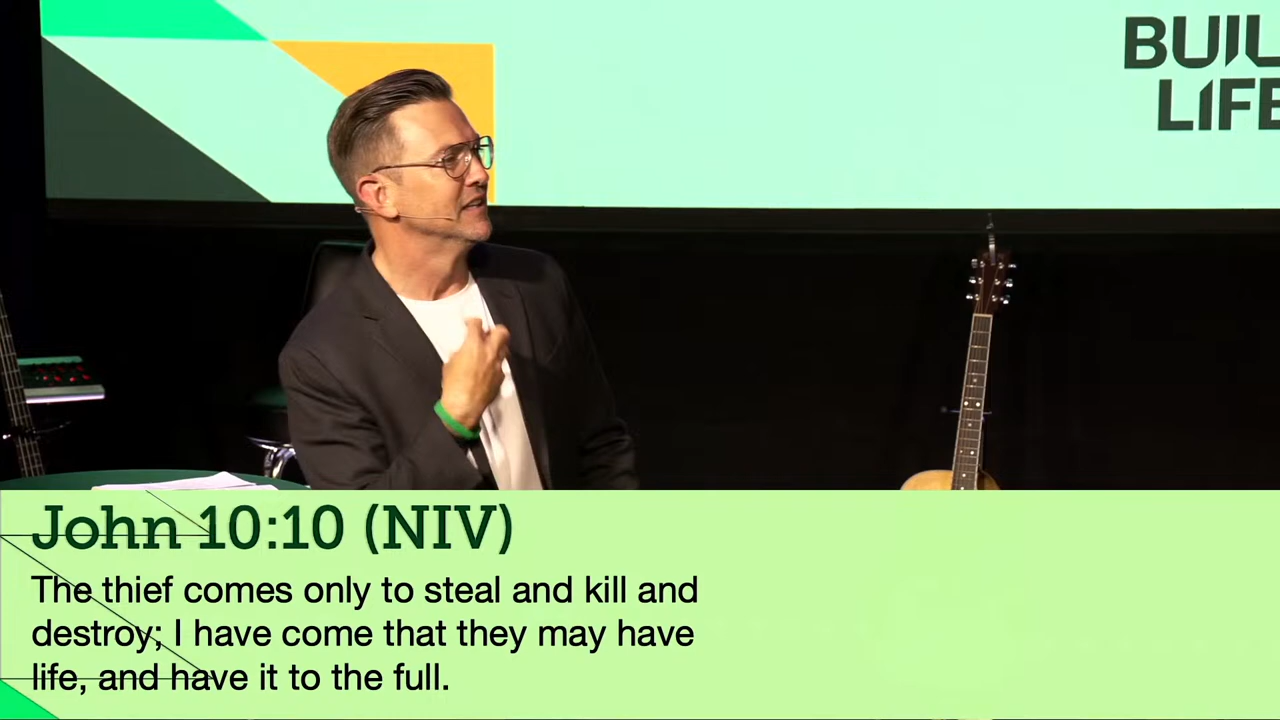 BUIL
LIFE
John 10:10 (NIV)
The thief comes only to steal and kill and
destroy; I have come that they may have
life, and have it to the full.